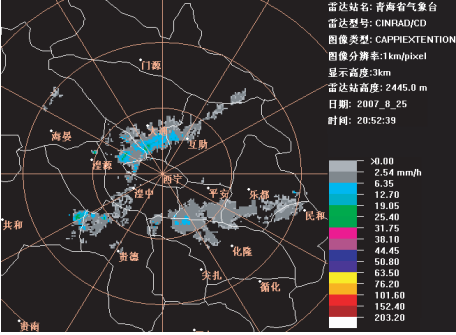 雷达站名: 青海省气象台
雷达型号: CINRAD/CD
图像类型: CAPPIEXTENTION
图像分辨率:1km/pixel
显示高度:3km
雷达站高度: 2445.0 m
日期: 2007_8_25
时间: 20:52:39
门源
海晏
互助
湟源
西宁
湟中
平安
乐都
民和
共和
贵德
化隆
尖扎
循化
贵南
>0.00
2.54 mm/h
6.35
12.70
19.05
25.40
31.75
38.10
44.45
50.80
63.50
76.20
101.60
152.40
203.20